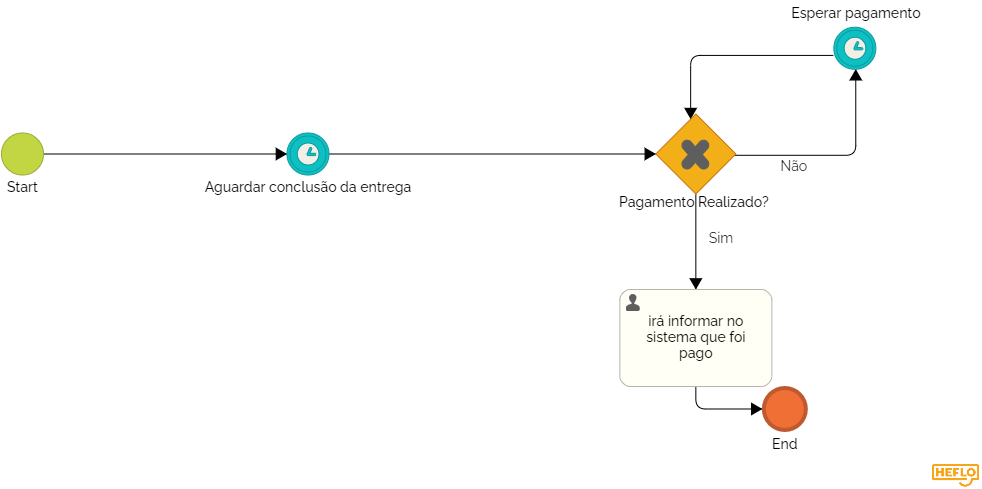 Esperar pagamento
Start
Aguardar conclusão da entrega
Não
Pagamento Realizado?
Sim
irá informar no
sistema que foi
pago
End
HEFLO